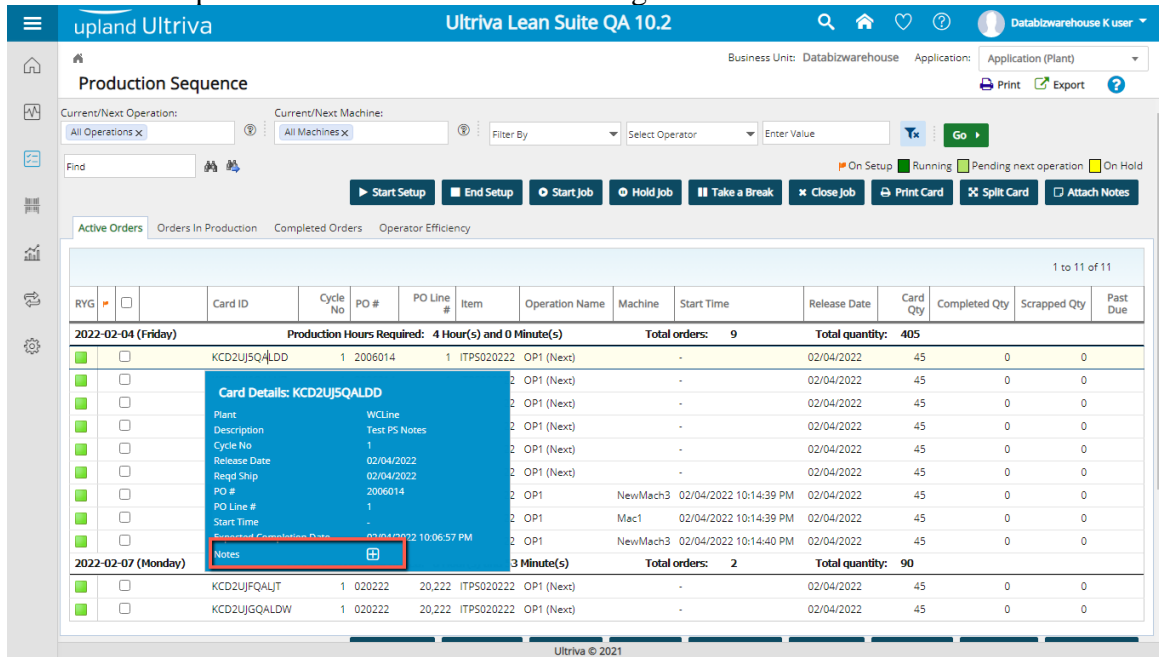 upland Ultriva Ultriva Lean Suite QA 10.2 Databizwarehouse K user
Business Unit: Databizwarehouse Application: Application (Plant)
Production Sequence Print Export
Current/Next Operation: Current/Next Machine:
All Operations x All Machines x Filter By Select Operator Enter Value Go
Find On Setup Running Pending next operation On Hold
Start Setup End Setup Start Job Hold Job Take a Break Close Job Print Card Split Card Attach Notes
Active Orders Orders In Production Completed Orders Operator Efficiency
1 to 11 of 11
RYG Card ID Cycle No PO # PO Line # Item Operation Name Machine Start Time Release Date Card Qty Completed Qty Scrapped Qty Past Due
2022-02-04 (Friday) Production Hours Required: 4 Hour(s) and 0 Minute(s) Total orders: 9 Total quantity: 405
KCD2UJ5QALDD 1 2006014 1 ITPS020222 OP1 (Next) - 02/04/2022 45 0 0
2 OP1 (Next) - 02/04/2022 45 0 0
Card Details: KCD2UJ5QALDD
2 OP1 (Next) - 02/04/2022 45 0 0
Plant WCLine
Description Test PS Notes 2 OP1 (Next) - 02/04/2022 45 0 0
Cycle No 1 2 OP1 (Next) - 02/04/2022 45 0 0
Release Date 02/04/2022
Reqd Ship 02/04/2022 2 OP1 (Next) - 02/04/2022 45 0 0
PO # 2006014 2 OP1 NewMach3 02/04/2022 10:14:39 PM 02/04/2022 45 0 0
PO Line # 1
Start Time - 2 OP1 Mac1 02/04/2022 10:14:39 PM 02/04/2022 45 0 0
Expected Completion Date 02/04/2022 10:06:57 PM 2 OP1 NewMach3 02/04/2022 10:14:40 PM 02/04/2022 45 0 0
Notes
2022-02-07 (Monday) 3 Minute(s) Total orders: 2 Total quantity: 90
KCD2UJFQALJT 1 020222 20,222 ITPS020222 OP1 (Next) - 02/04/2022 45 0 0
KCD2UJGQALDW 1 020222 20,222 ITPS020222 OP1 (Next) - 02/04/2022 45 0 0
Ultriva © 2021